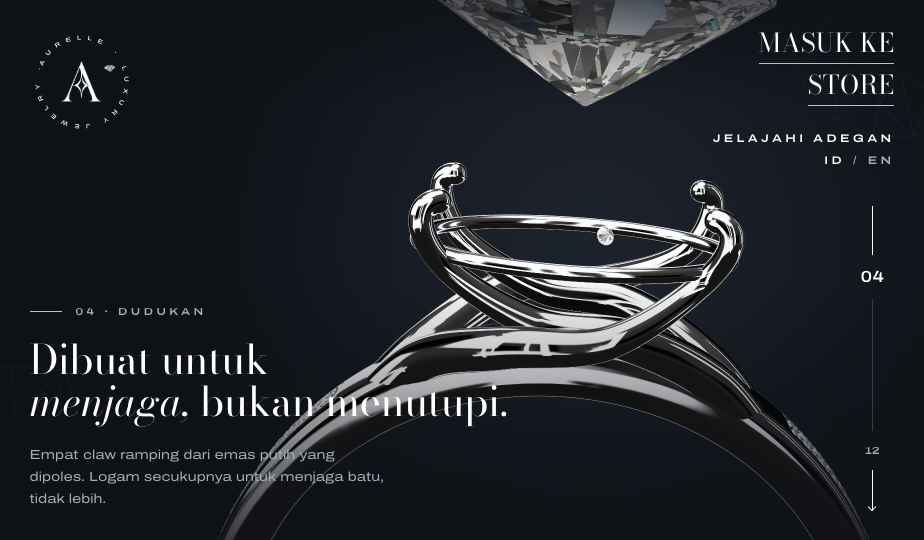 AURELLE · LUXURY JEWELRY ·
A
MASUK KE
STORE
JELAJAHI ADEGAN
ID / EN
04
04 · DUDUKAN
Dibuat untuk
menjaga. bukan menutupi.
Empat claw ramping dari emas putih yang
dipoles. Logam secukupnya untuk menjaga batu,
tidak lebih.
12